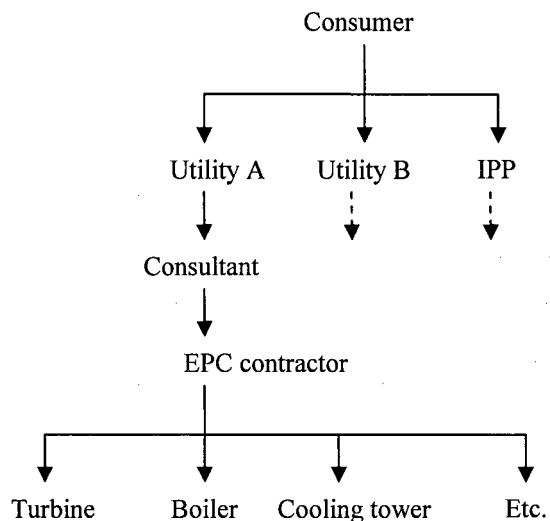 Consumer
Utility A Utility B IPP
Consultant
EPC contractor
Turbine Boiler Cooling tower Etc.